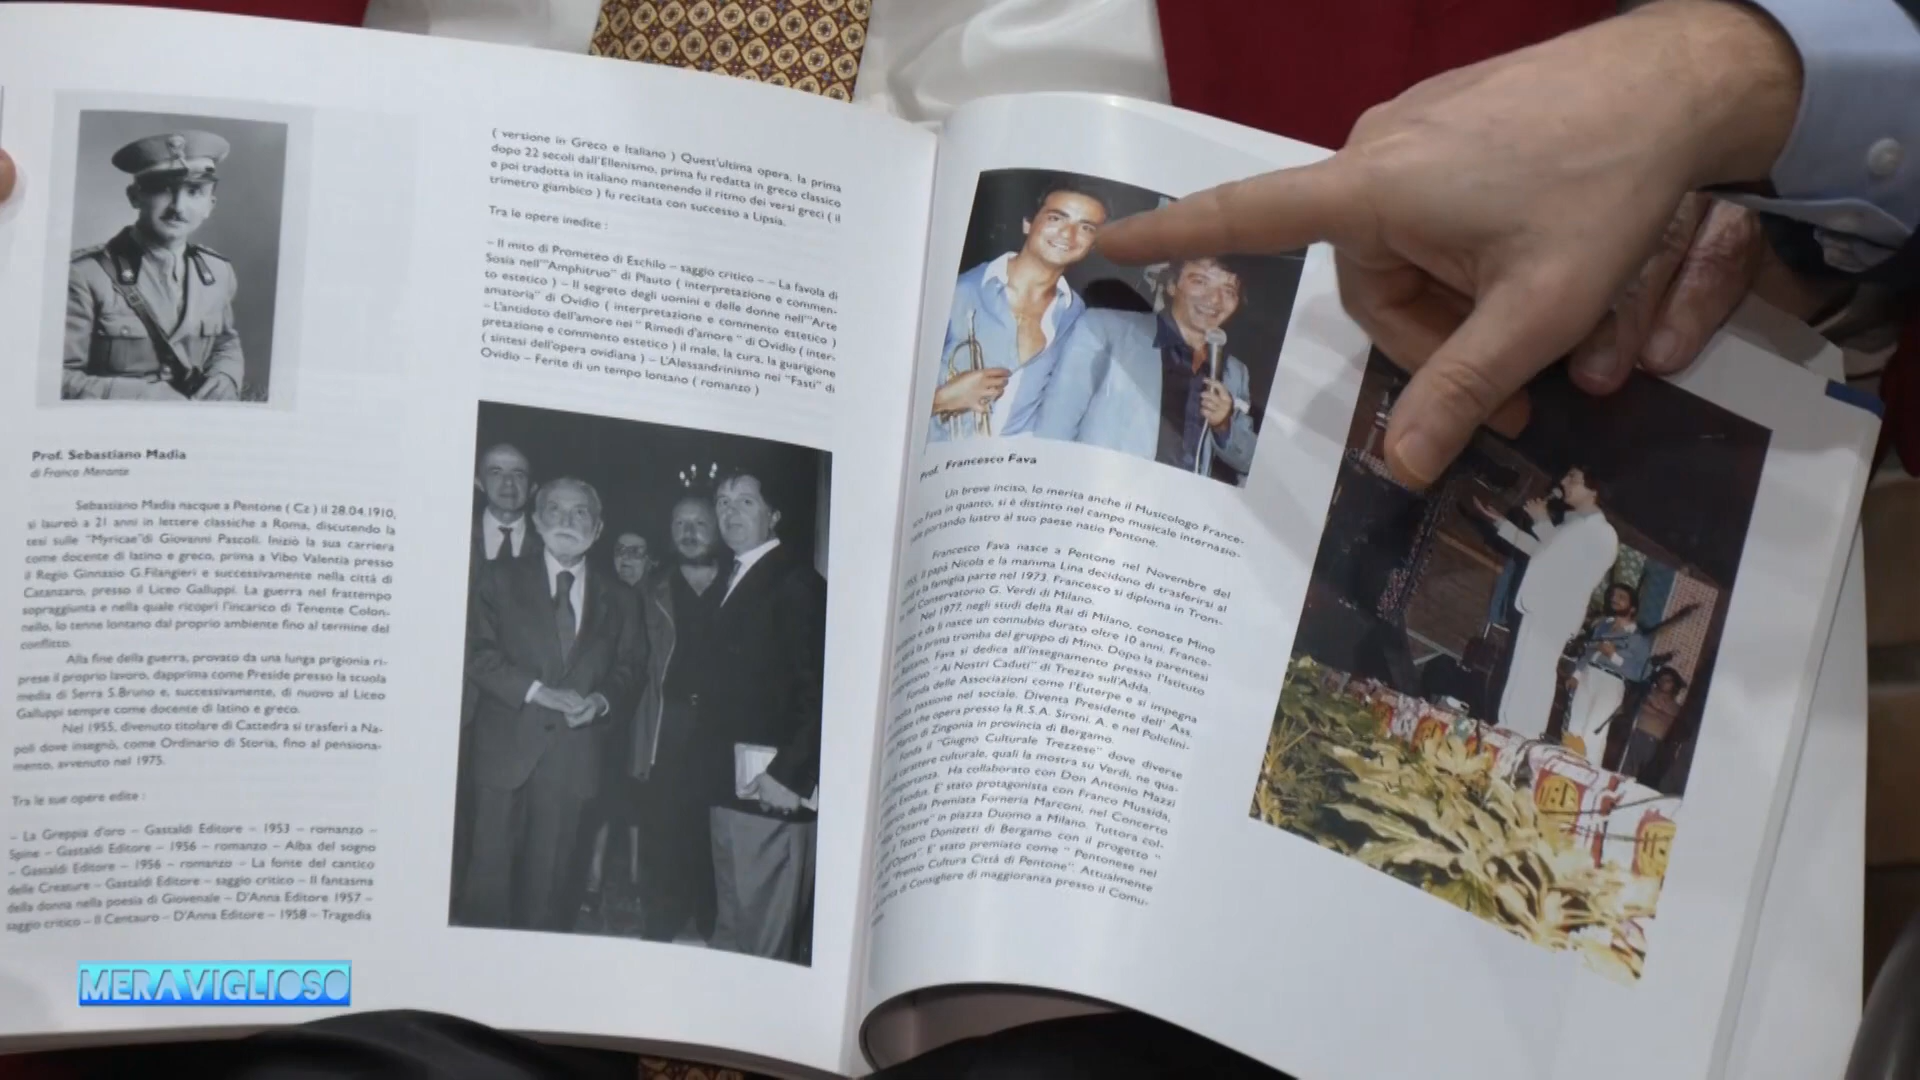 Prof. Sebastiano Madia
di Franco Merante
Sebastiano Madia nacque a Pentone ( Cz ) il 28.04.1910,
si laureò a 21 anni in lettere classiche a Roma, discutendo la
tesi sulle "Myricae"di Giovanni Pascoli. Iniziò la sua carriera
come docente di latino e greco, prima a Vibo Valentia presso
il Regio Ginnasio G.Filangieri e successivamente nella città di
Catanzaro, presso il Liceo Galluppi. La guerra nel frattempo
sopraggiunta e nella quale ricoprì l'incarico di Tenente Colon-
nello, lo tenne lontano dal proprio ambiente fino al termine del
conflitto.
Alla fine della guerra, provato da una lunga prigionia ri-
prese il proprio lavoro, dapprima come Preside presso la scuola
media di Serra S.Bruno e, successivamente, di nuovo al Liceo
Galluppi sempre come docente di latino e greco.
Nel 1955, divenuto titolare di Cattedra si trasferì a Na-
poli dove insegnò, come Ordinario di Storia, fino al pensiona-
mento, avvenuto nel 1975.
Tra le sue opere edite :
– La Greppia d'oro – Gastaldi Editore – 1953 – romanzo –
Spine – Gastaldi Editore – 1956 – romanzo – Alba del sogno
– Gastaldi Editore – 1956 – romanzo – La fonte del cantico
delle Creature – Gastaldi Editore – saggio critico – Il fantasma
della donna nella poesia di Giovenale – D'Anna Editore 1957 –
saggio critico – Il Centauro – D'Anna Editore – 1958 – Tragedia
( versione in Greco e Italiano ) Quest'ultima opera, la prima
dopo 22 secoli dall'Ellenismo, prima fu redatta in greco classico
e poi tradotta in italiano mantenendo il ritmo dei versi greci ( il
trimetro giambico ) fu recitata con successo a Lipsia.
Tra le opere inedite :
– Il mito di Prometeo di Eschilo – saggio critico – – La favola di
Sosia nell'"Amphitruo" di Plauto ( interpretazione e commen-
to estetico ) – Il segreto degli uomini e delle donne nell'"Arte
amatoria" di Ovidio ( interpretazione e commento estetico )
– L'antidoto dell'amore nei " Rimedi d'amore " di Ovidio ( inter-
pretazione e commento estetico ) il male, la cura, la guarigione
( sintesi dell'opera ovidiana ) – L'Alessandrinismo nei "Fasti" di
Ovidio – Ferite di un tempo lontano ( romanzo )
Prof. Francesco Fava
Un breve inciso, lo merita anche il Musicologo France-
sco Fava in quanto, si è distinto nel campo musicale internazio-
nale portando lustro al suo paese natio Pentone.
Francesco Fava nasce a Pentone nel Novembre del
il papà Nicola e la mamma Lina decidono di trasferirsi al
la famiglia parte nel 1973. Francesco si diploma in Trom-
Conservatorio G. Verdi di Milano.
Nel 1977, negli studi della Rai di Milano, conosce Mino
e da lì nasce un connubio durato oltre 10 anni. France-
la prima tromba del gruppo di Mino. Dopo la parentesi
Fava si dedica all'insegnamento presso l'Istituto
"Ai Nostri Caduti" di Trezzo sull'Adda.
Fonda delle Associazioni come l'Euterpe e si impegna
passione nel sociale. Diventa Presidente dell' Ass.
che opera presso la R.S.A. Sironi. A. e nel Policlini-
Marco di Zingonia in provincia di Bergamo.
Fonda il "Giugno Culturale Trezzese" dove diverse
carattere culturale, quali la mostra su Verdi, ne qua-
l'importanza. Ha collaborato con Don Antonio Mazzi
Exodus. E' stato protagonista con Franco Mussida,
della Premiata Forneria Marconi, nel Concerto
Chitarre" in piazza Duomo a Milano. Tuttora col-
Teatro Donizetti di Bergamo con il progetto "
Opera". E' stato premiato come " Pentonese nel
"Premio Cultura Città di Pentone". Attualmente
carica di Consigliere di maggioranza presso il Comu-
MERAVIGLIOSO